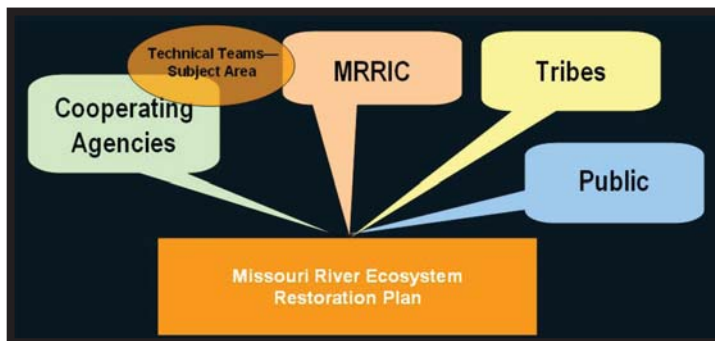 Technical Teams—
Subject Area
MRRIC
Tribes
Cooperating
Agencies
Public
Missouri River Ecosystem
Restoration Plan